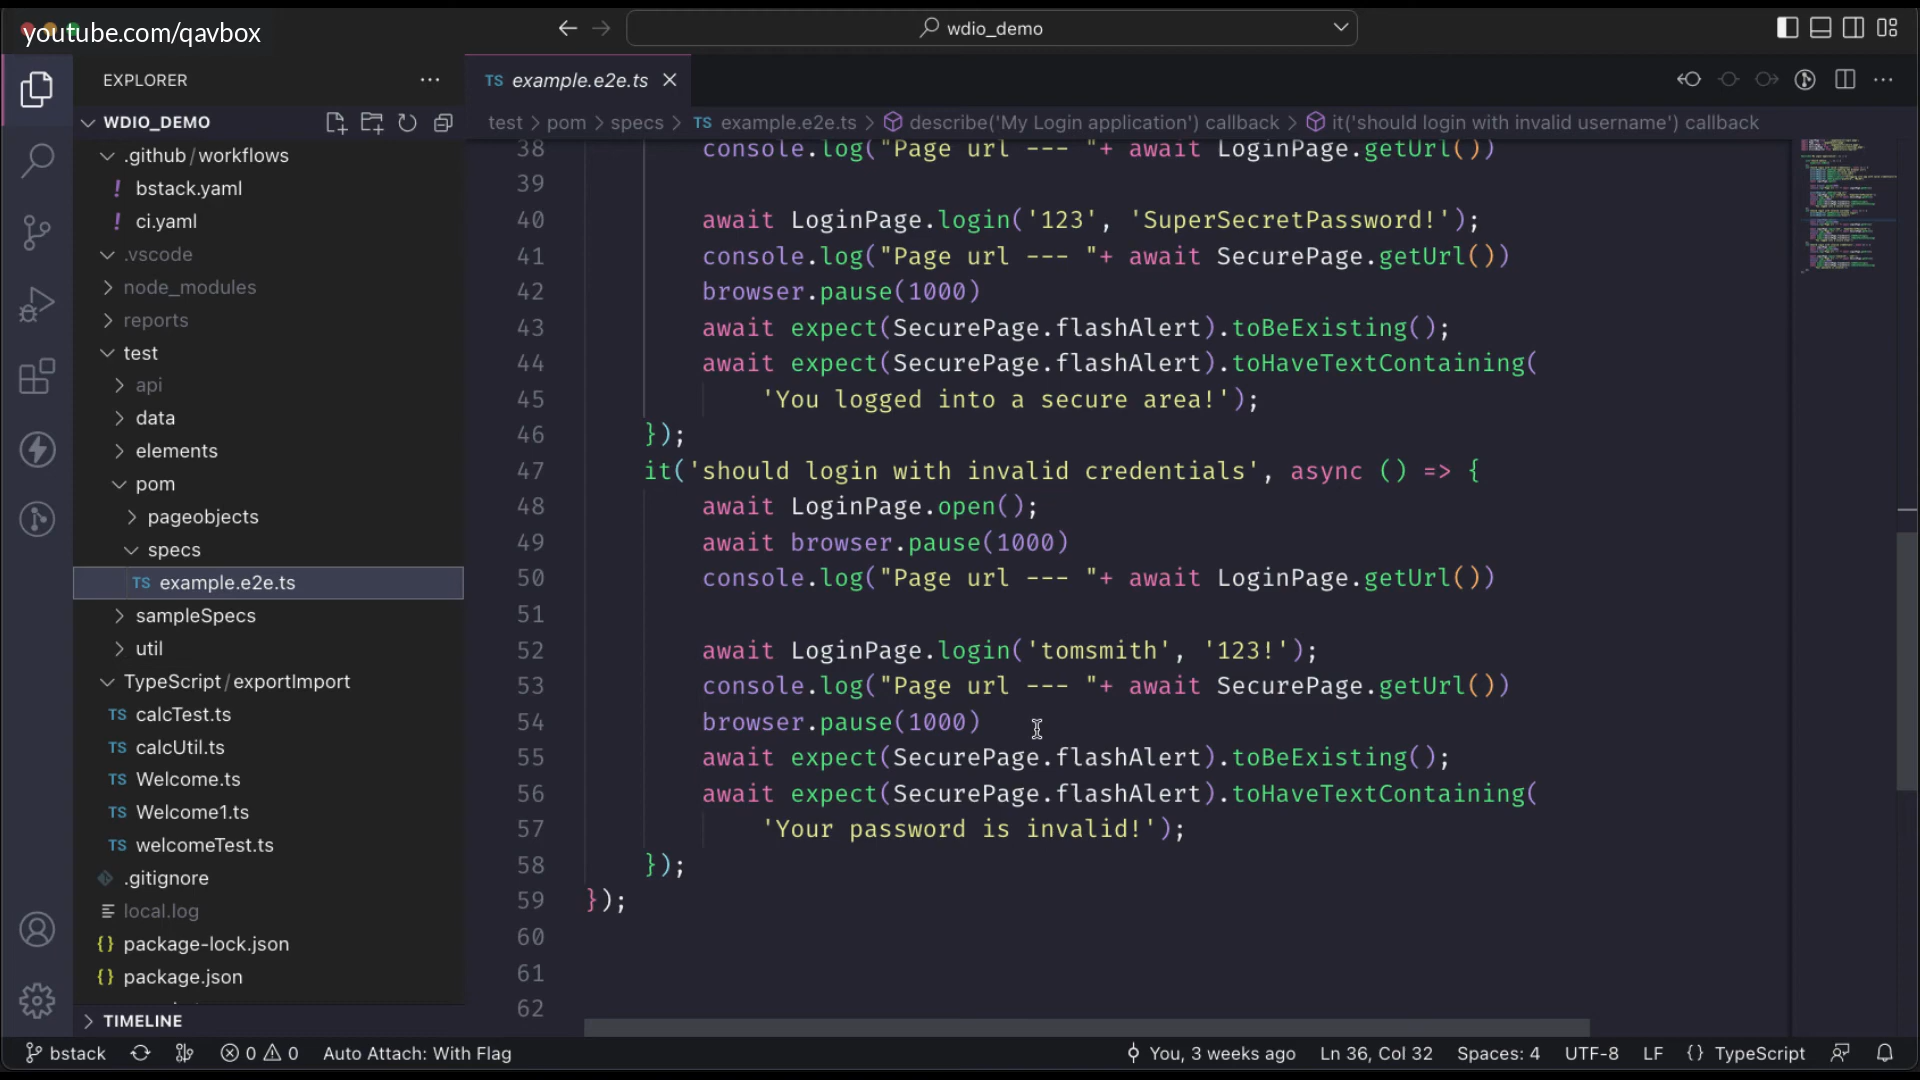 youtube.com/qavbox
wdio_demo
EXPLORER
TS example.e2e.ts
WDIO_DEMO
test > pom > specs > TS example.e2e.ts > describe('My Login application') callback > it('should login with invalid username') callback
.github/workflows
! bstack.yaml
! ci.yaml
.vscode
node_modules
reports
test
api
data
elements
pom
pageobjects
specs
TS example.e2e.ts
sampleSpecs
util
TypeScript/exportImport
TS calcTest.ts
TS calcUtil.ts
TS Welcome.ts
TS Welcome1.ts
TS welcomeTest.ts
.gitignore
local.log
{} package-lock.json
{} package.json
TIMELINE
38 console.log("Page url --- "+ await LoginPage.getUrl())
39
40 await LoginPage.login('123', 'SuperSecretPassword!');
41 console.log("Page url --- "+ await SecurePage.getUrl())
42 browser.pause(1000)
43 await expect(SecurePage.flashAlert).toBeExisting();
44 await expect(SecurePage.flashAlert).toHaveTextContaining(
45 'You logged into a secure area!');
46 });
47 it('should login with invalid credentials', async () => {
48 await LoginPage.open();
49 await browser.pause(1000)
50 console.log("Page url --- "+ await LoginPage.getUrl())
51
52 await LoginPage.login('tomsmith', '123!');
53 console.log("Page url --- "+ await SecurePage.getUrl())
54 browser.pause(1000)
55 await expect(SecurePage.flashAlert).toBeExisting();
56 await expect(SecurePage.flashAlert).toHaveTextContaining(
57 'Your password is invalid!');
58 });
59 });
60
61
62
bstack 0 0 Auto Attach: With Flag You, 3 weeks ago Ln 36, Col 32 Spaces: 4 UTF-8 LF {} TypeScript